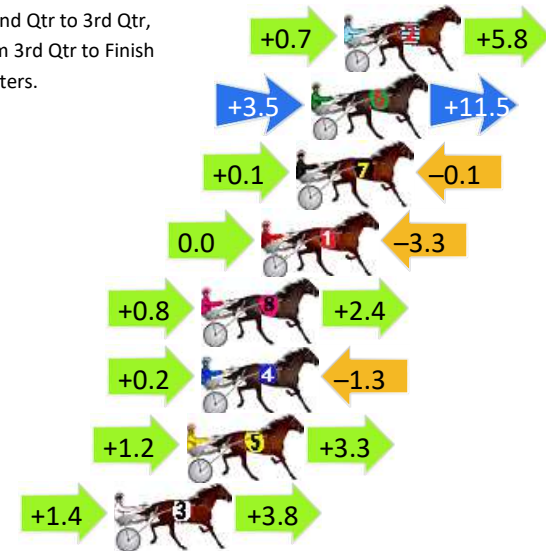 nd Qtr to 3rd Qtr,
m 3rd Qtr to Finish
ters.
+0.7 2 +5.8
+3.5 6 +11.5
+0.1 7 –0.1
0.0 1 –3.3
+0.8 8 +2.4
+0.2 4 –1.3
+1.2 5 +3.3
+1.4 3 +3.8